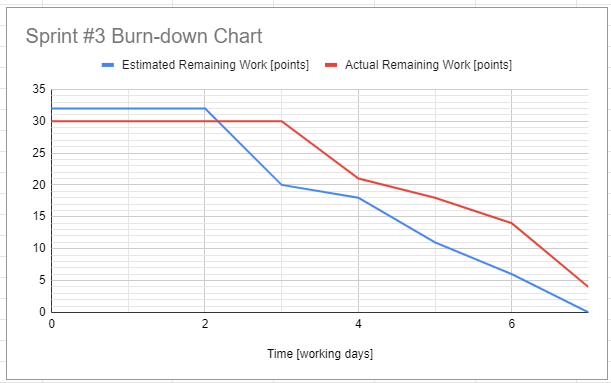 Sprint #3 Burn-down Chart
Estimated Remaining Work [points] Actual Remaining Work [points]
35
30
25
20
15
10
5
0
0 2 4 6
Time [working days]